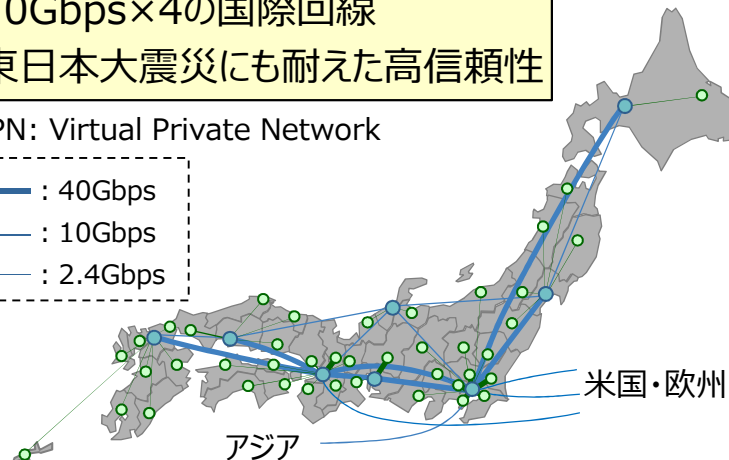 0Gbps×4の国際回線
東日本大震災にも耐えた高信頼性
PN: Virtual Private Network
: 40Gbps
: 10Gbps
: 2.4Gbps
米国・欧州
アジア